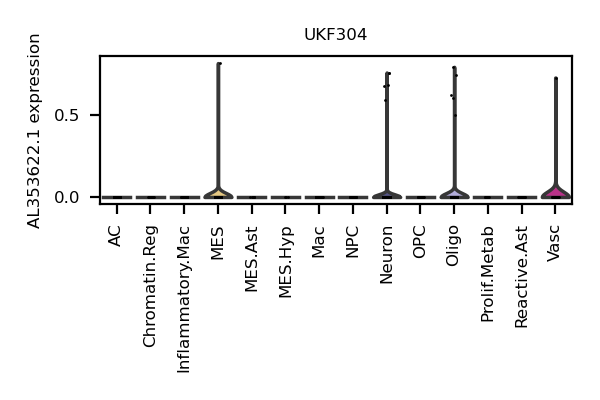 UKF304
AL353622.1 expression
0.5
0.0
AC
Chromatin.Reg
Inflammatory.Mac
MES
MES.Ast
MES.Hyp
Mac
NPC
Neuron
OPC
Oligo
Prolif.Metab
Reactive.Ast
Vasc